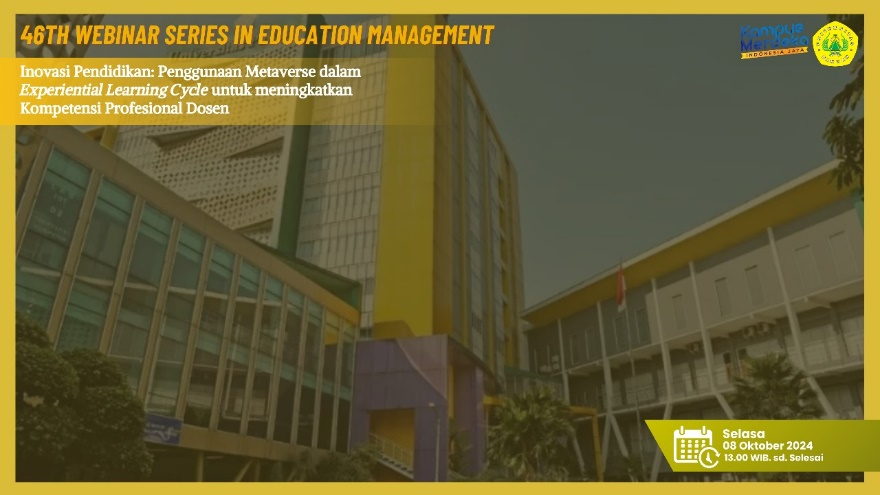 46TH WEBINAR SERIES IN EDUCATION MANAGEMENT
Inovasi Pendidikan: Penggunaan Metaverse dalam
Experiential Learning Cycle untuk meningkatkan
Kompetensi Profesional Dosen
Kampus
Merdeka
INDONESIA JAYA
Selasa
08 Oktober 2024
13.00 WIB. sd. Selesai